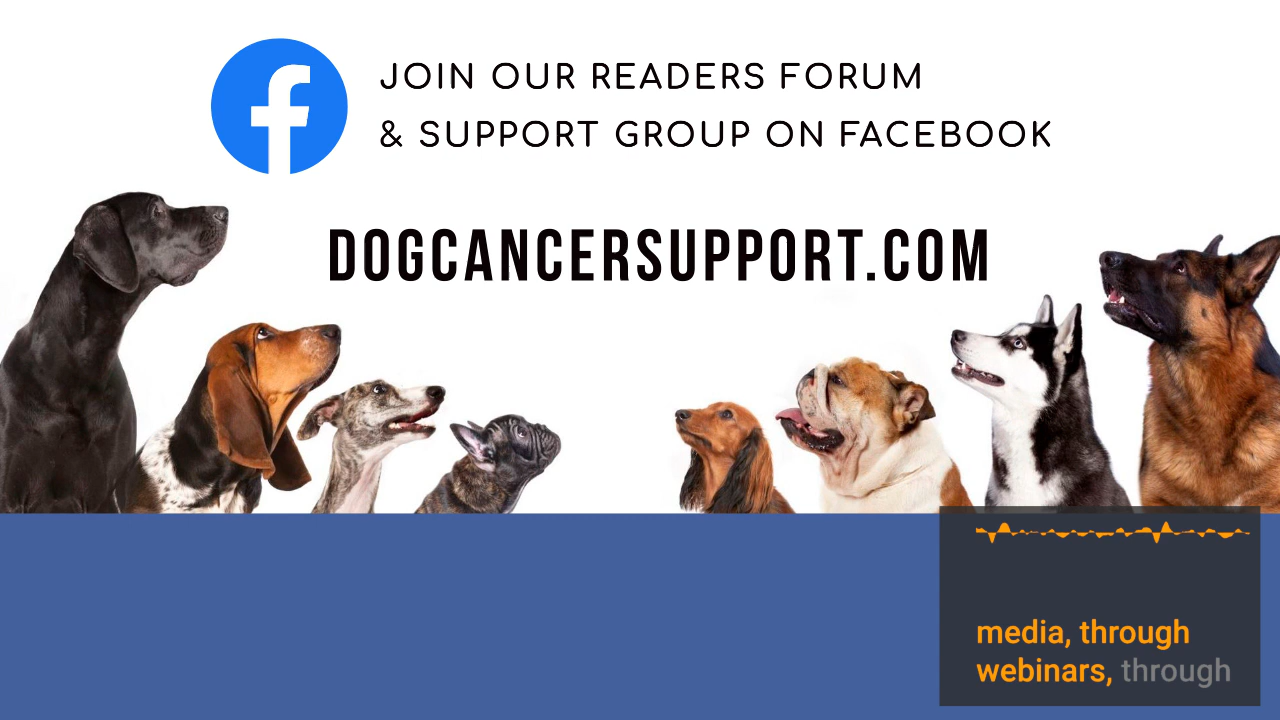 JOIN OUR READERS FORUM
& SUPPORT GROUP ON FACEBOOK
DOGCANCERSUPPORT.COM
media, through
webinars, through